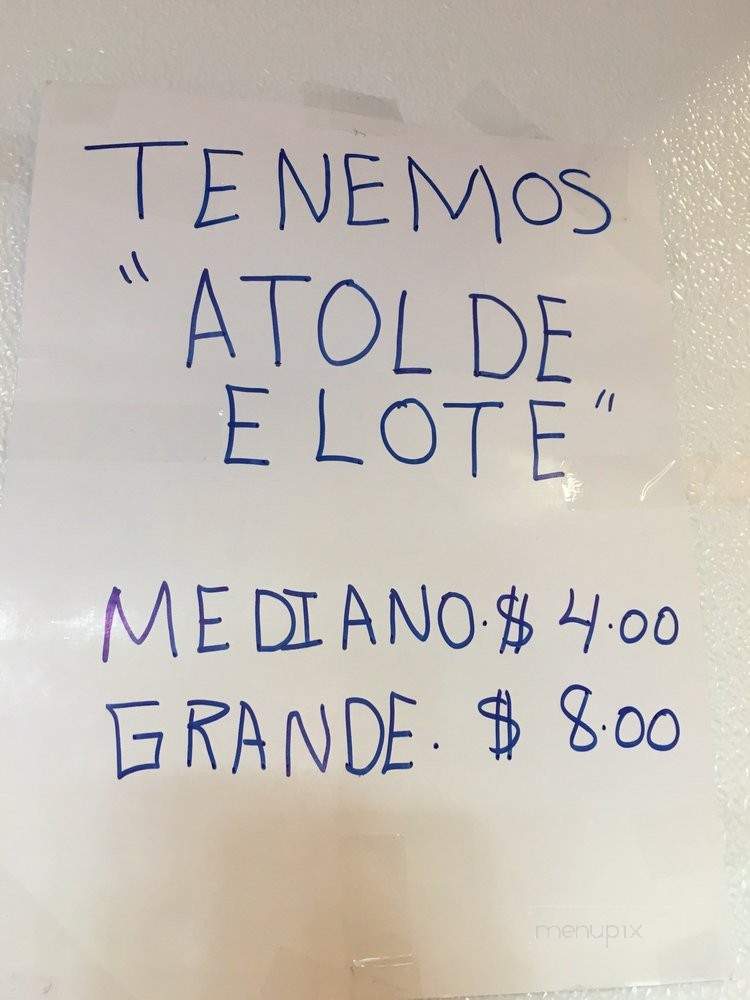 TENEMOS
"ATOL DE
ELOTE"
MEDIANO.$ 4.00
GRANDE. $ 8.00
menupix